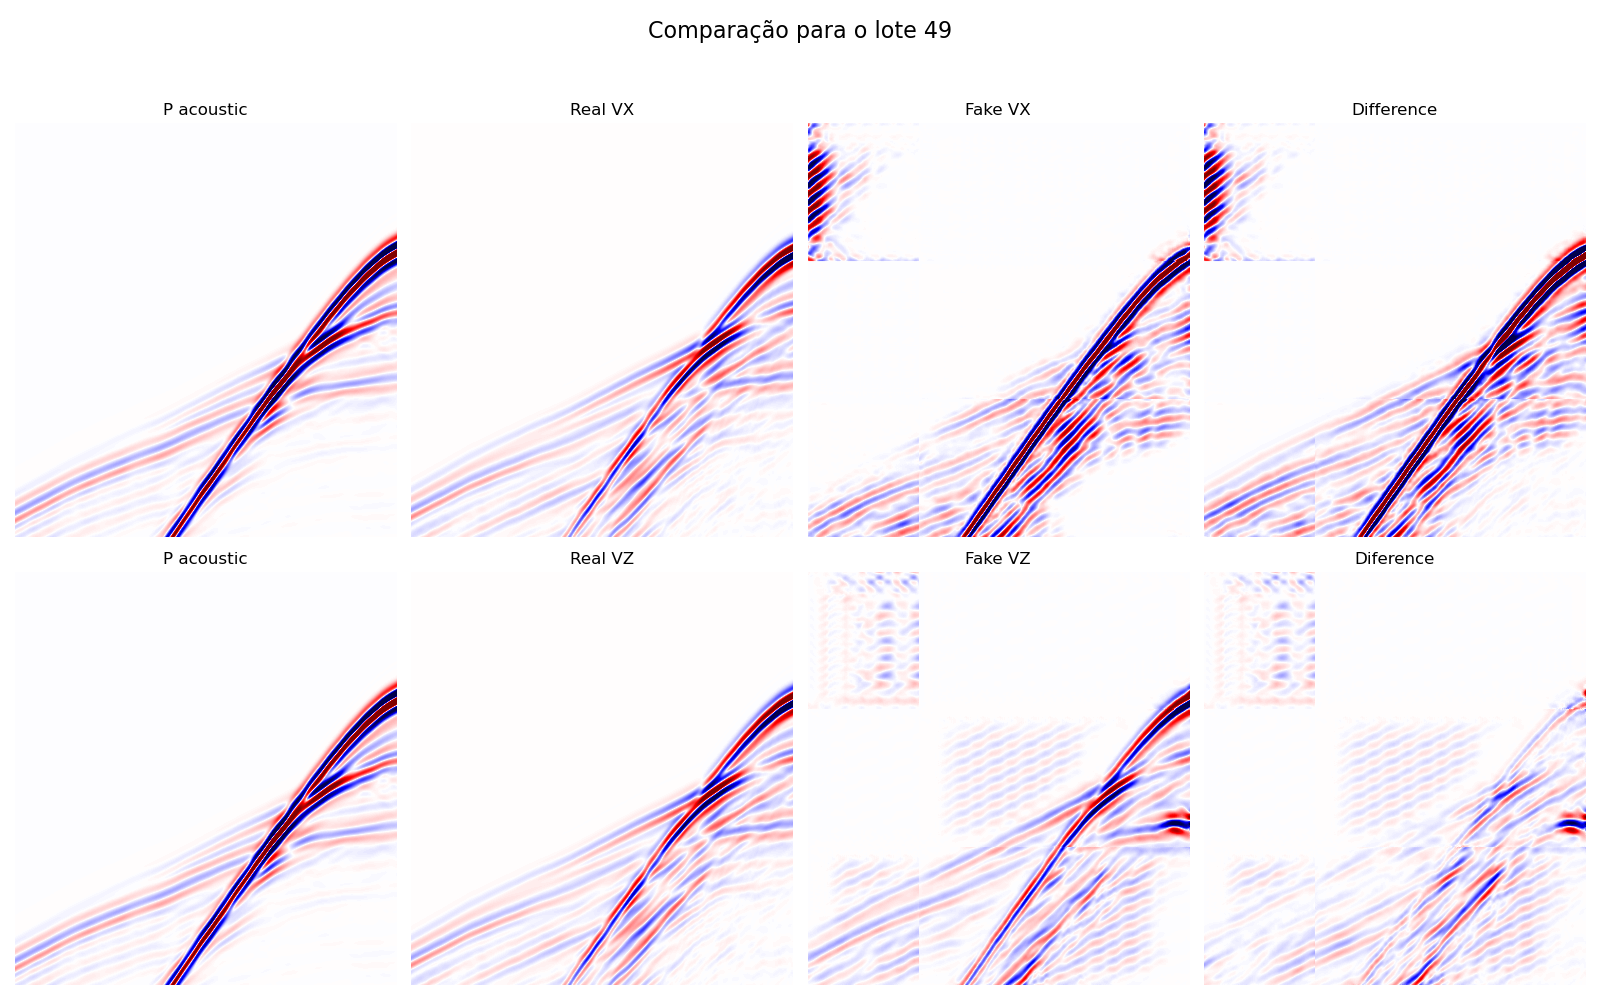 Comparação para o lote 49
P acoustic
Real VX
Fake VX
Difference
P acoustic
Real VZ
Fake VZ
Diference